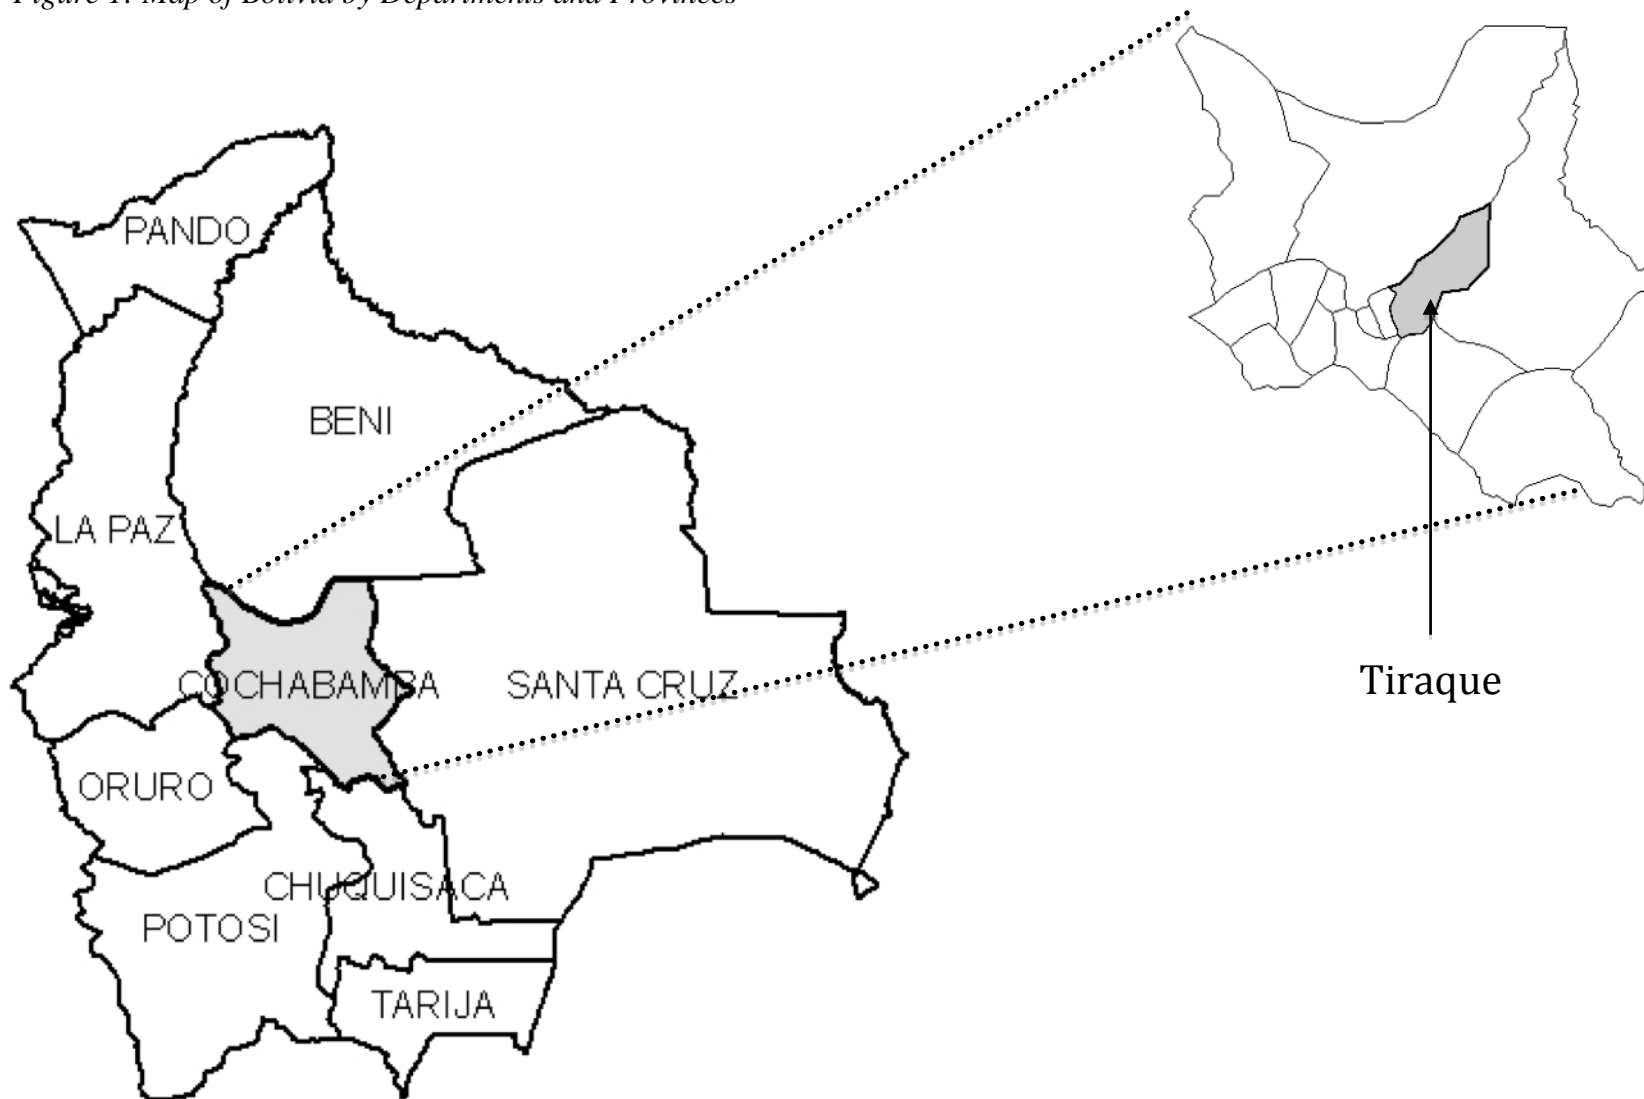 Figure 1: Map of Bolivia by Departments and Provinces
PANDO
BENI
LA PAZ
COCHABAMBA
SANTA CRUZ
Tiraque
ORURO
CHUQUISACA
POTOSI
TARIJA